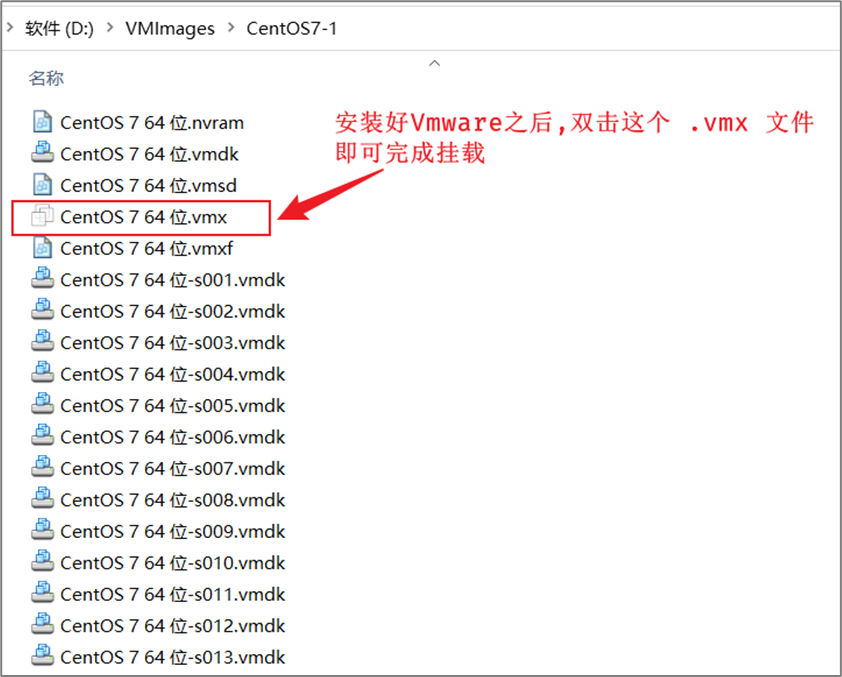 软件 (D:) > VMImages > CentOS7-1
名称
CentOS 7 64 位.nvram
安装好Vmware之后,双击这个 .vmx 文件
即可完成挂载
CentOS 7 64 位.vmdk
CentOS 7 64 位.vmsd
CentOS 7 64 位.vmx
CentOS 7 64 位.vmxf
CentOS 7 64 位-s001.vmdk
CentOS 7 64 位-s002.vmdk
CentOS 7 64 位-s003.vmdk
CentOS 7 64 位-s004.vmdk
CentOS 7 64 位-s005.vmdk
CentOS 7 64 位-s006.vmdk
CentOS 7 64 位-s007.vmdk
CentOS 7 64 位-s008.vmdk
CentOS 7 64 位-s009.vmdk
CentOS 7 64 位-s010.vmdk
CentOS 7 64 位-s011.vmdk
CentOS 7 64 位-s012.vmdk
CentOS 7 64 位-s013.vmdk